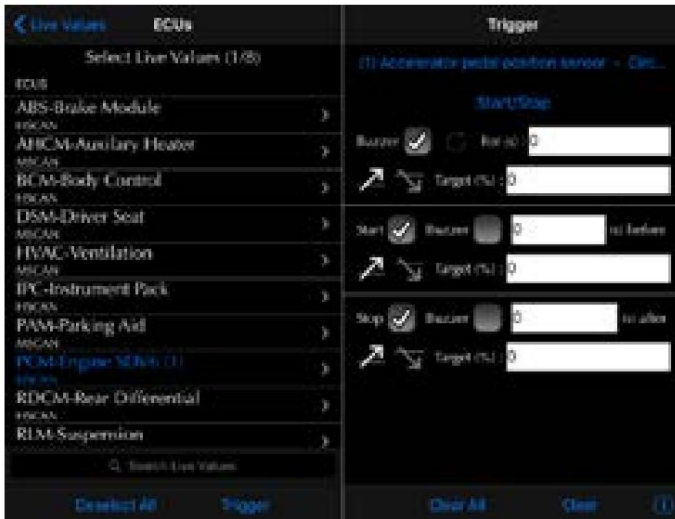 Live Values ECUs
Select Live Values (1/8)
ECUS
ABS-Brake Module
HSCAN
AHCM-Auxilary Heater
MSCAN
BCM-Body Control
HSCAN
DSM-Driver Seat
MSCAN
HVAC-Ventilation
MSCAN
IPC-Instrument Pack
HSCAN
PAM-Parking Aid
MSCAN
PCM-Engine (1)
HSCAN
RDCM-Rear Differential
HSCAN
RLM-Suspension
Search Live Values
Deselect All Trigger
Trigger
(1) Accelerator pedal position sensor - Circ...
Start/Stop
Buzzer For (s) : 0
Target (%) : 0
Start Buzzer 0 (s) before
Target (%) : 0
Stop Buzzer 0 (s) after
Target (%) : 0
Clear All Clear